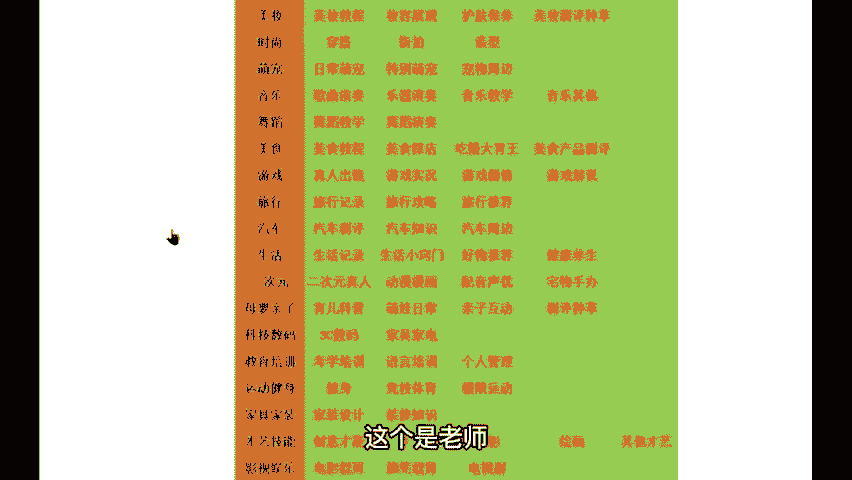 美妆 美妆教程 妆容展现 护肤保养 美妆测评种草
时尚 穿搭 街拍 造型
萌宠 日常萌宠 特别萌宠 宠物周边
音乐 歌曲演奏 乐器演奏 音乐教学 音乐其他
舞蹈 舞蹈教学 舞蹈演奏
美食 美食教程 美食探店 吃播大胃王 美食产品测评
游戏 真人出镜 游戏实况 游戏剧情 游戏解说
旅行 旅行记录 旅行攻略 旅行推荐
汽车 汽车测评 汽车知识 汽车周边
生活 生活记录 生活小窍门 好物推荐 健康养生
次元 二次元真人 动漫漫画 配音声优 宅物手办
母婴亲子 育儿科普 萌娃日常 亲子互动 测评种草
科技数码 3C数码 家具家电
教育培训 考学培训 语言培训 个人管理
运动健身 健身 竞技体育 极限运动
家具家装 家装设计 装修知识
才艺技能 创意才 影 绘画 其他才艺
影视娱乐 电影 电视剧
这个是老师